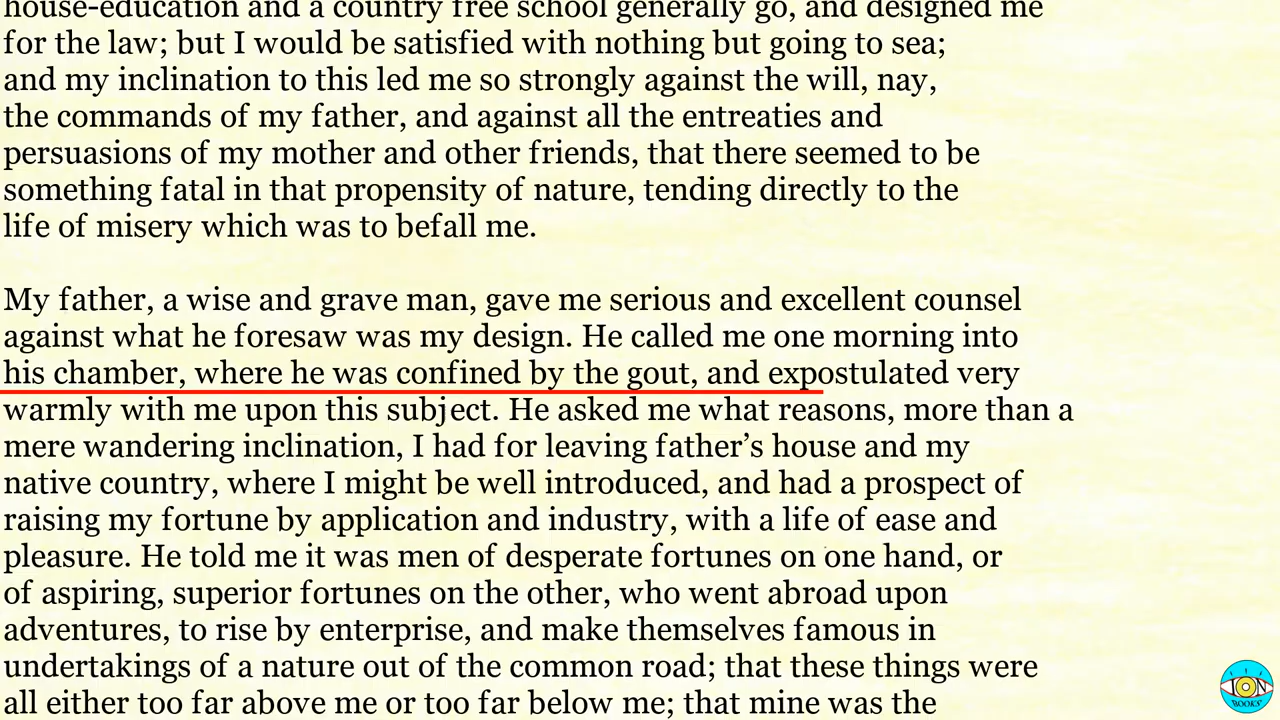 house-education and a country free school generally go, and designed me
for the law; but I would be satisfied with nothing but going to sea;
and my inclination to this led me so strongly against the will, nay,
the commands of my father, and against all the entreaties and
persuasions of my mother and other friends, that there seemed to be
something fatal in that propensity of nature, tending directly to the
life of misery which was to befall me.
My father, a wise and grave man, gave me serious and excellent counsel
against what he foresaw was my design. He called me one morning into
his chamber, where he was confined by the gout, and expostulated very
warmly with me upon this subject. He asked me what reasons, more than a
mere wandering inclination, I had for leaving father’s house and my
native country, where I might be well introduced, and had a prospect of
raising my fortune by application and industry, with a life of ease and
pleasure. He told me it was men of desperate fortunes on one hand, or
of aspiring, superior fortunes on the other, who went abroad upon
adventures, to rise by enterprise, and make themselves famous in
undertakings of a nature out of the common road; that these things were
all either too far above me or too far below me; that mine was the
ION
BOOKS